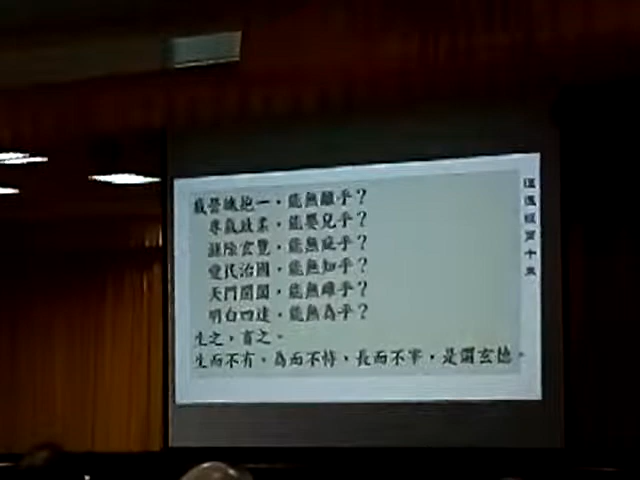 載營魄抱一，能無離乎？
專氣致柔，能嬰兒乎？
滌除玄覽，能無疵乎？
愛民治國，能無知乎？
天門開闔，能無雌乎？
明白四達，能無為乎？
生之，畜之。
生而不有，為而不恃，長而不宰，是謂玄德。
道德經第十章